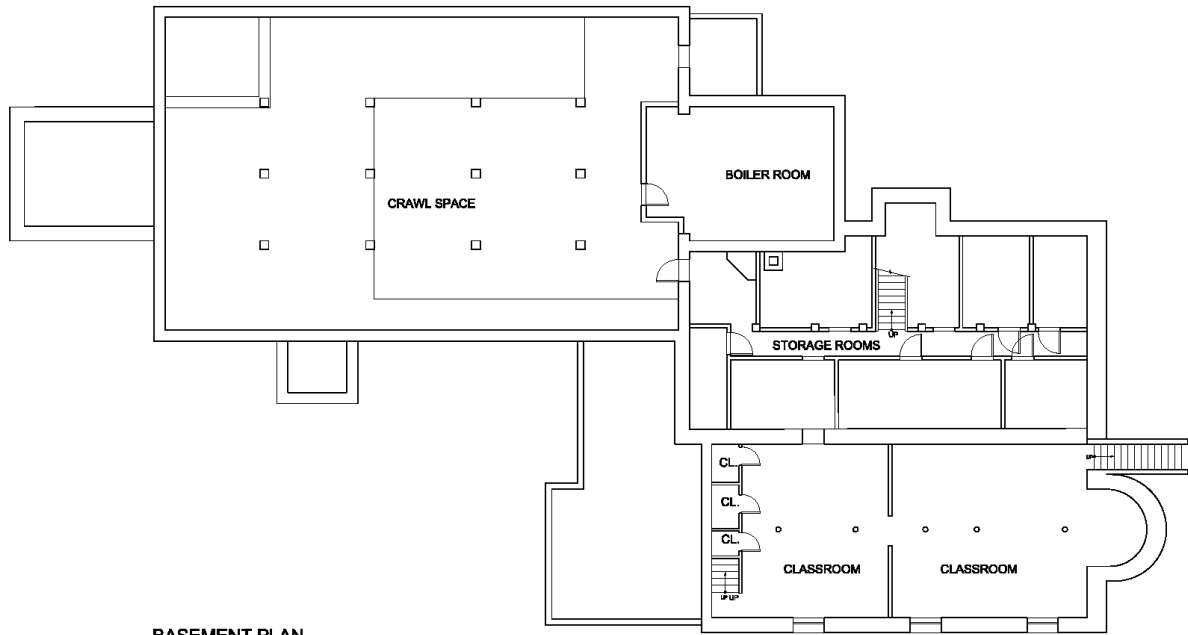 BOILER ROOM
CRAWL SPACE
UP
STORAGE ROOMS
UP
CL.
CL.
CL.
CLASSROOM
CLASSROOM
UP UP
BASEMENT PLAN